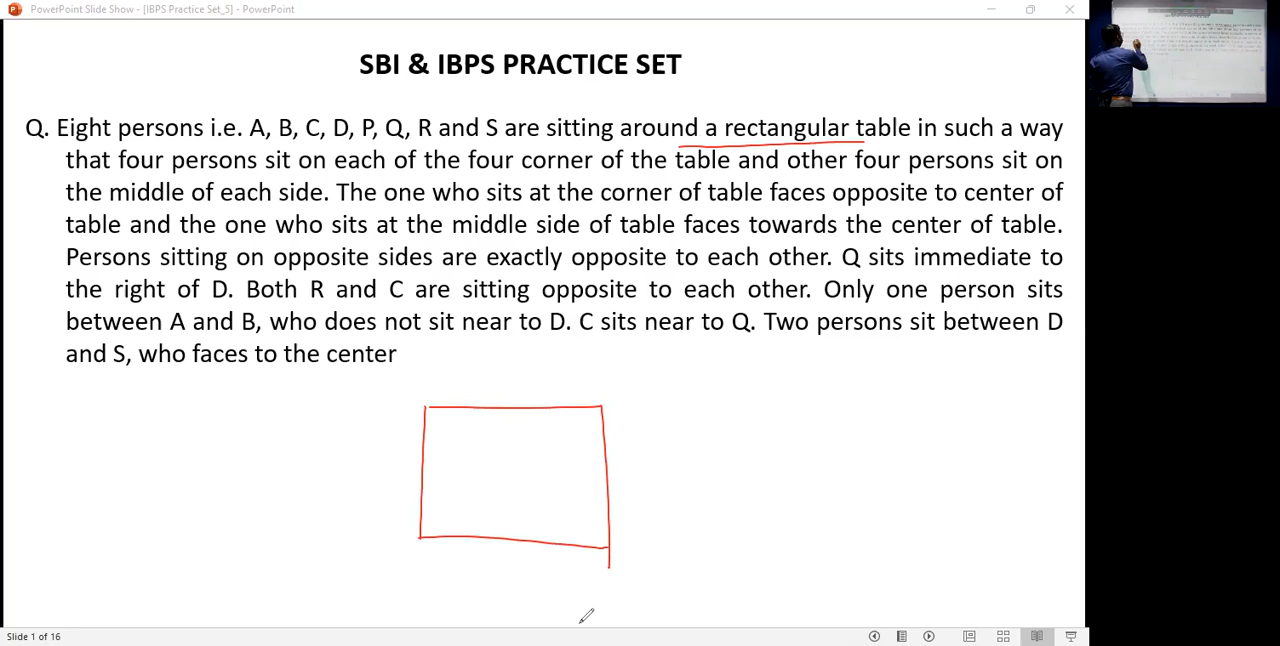 PowerPoint Slide Show - [IBPS Practice Set_5] - PowerPoint
SBI & IBPS PRACTICE SET
Q. Eight persons i.e. A, B, C, D, P, Q, R and S are sitting around a rectangular table in such a way
that four persons sit on each of the four corner of the table and other four persons sit on
the middle of each side. The one who sits at the corner of table faces opposite to center of
table and the one who sits at the middle side of table faces towards the center of table.
Persons sitting on opposite sides are exactly opposite to each other. Q sits immediate to
the right of D. Both R and C are sitting opposite to each other. Only one person sits
between A and B, who does not sit near to D. C sits near to Q. Two persons sit between D
and S, who faces to the center
Slide 1 of 16